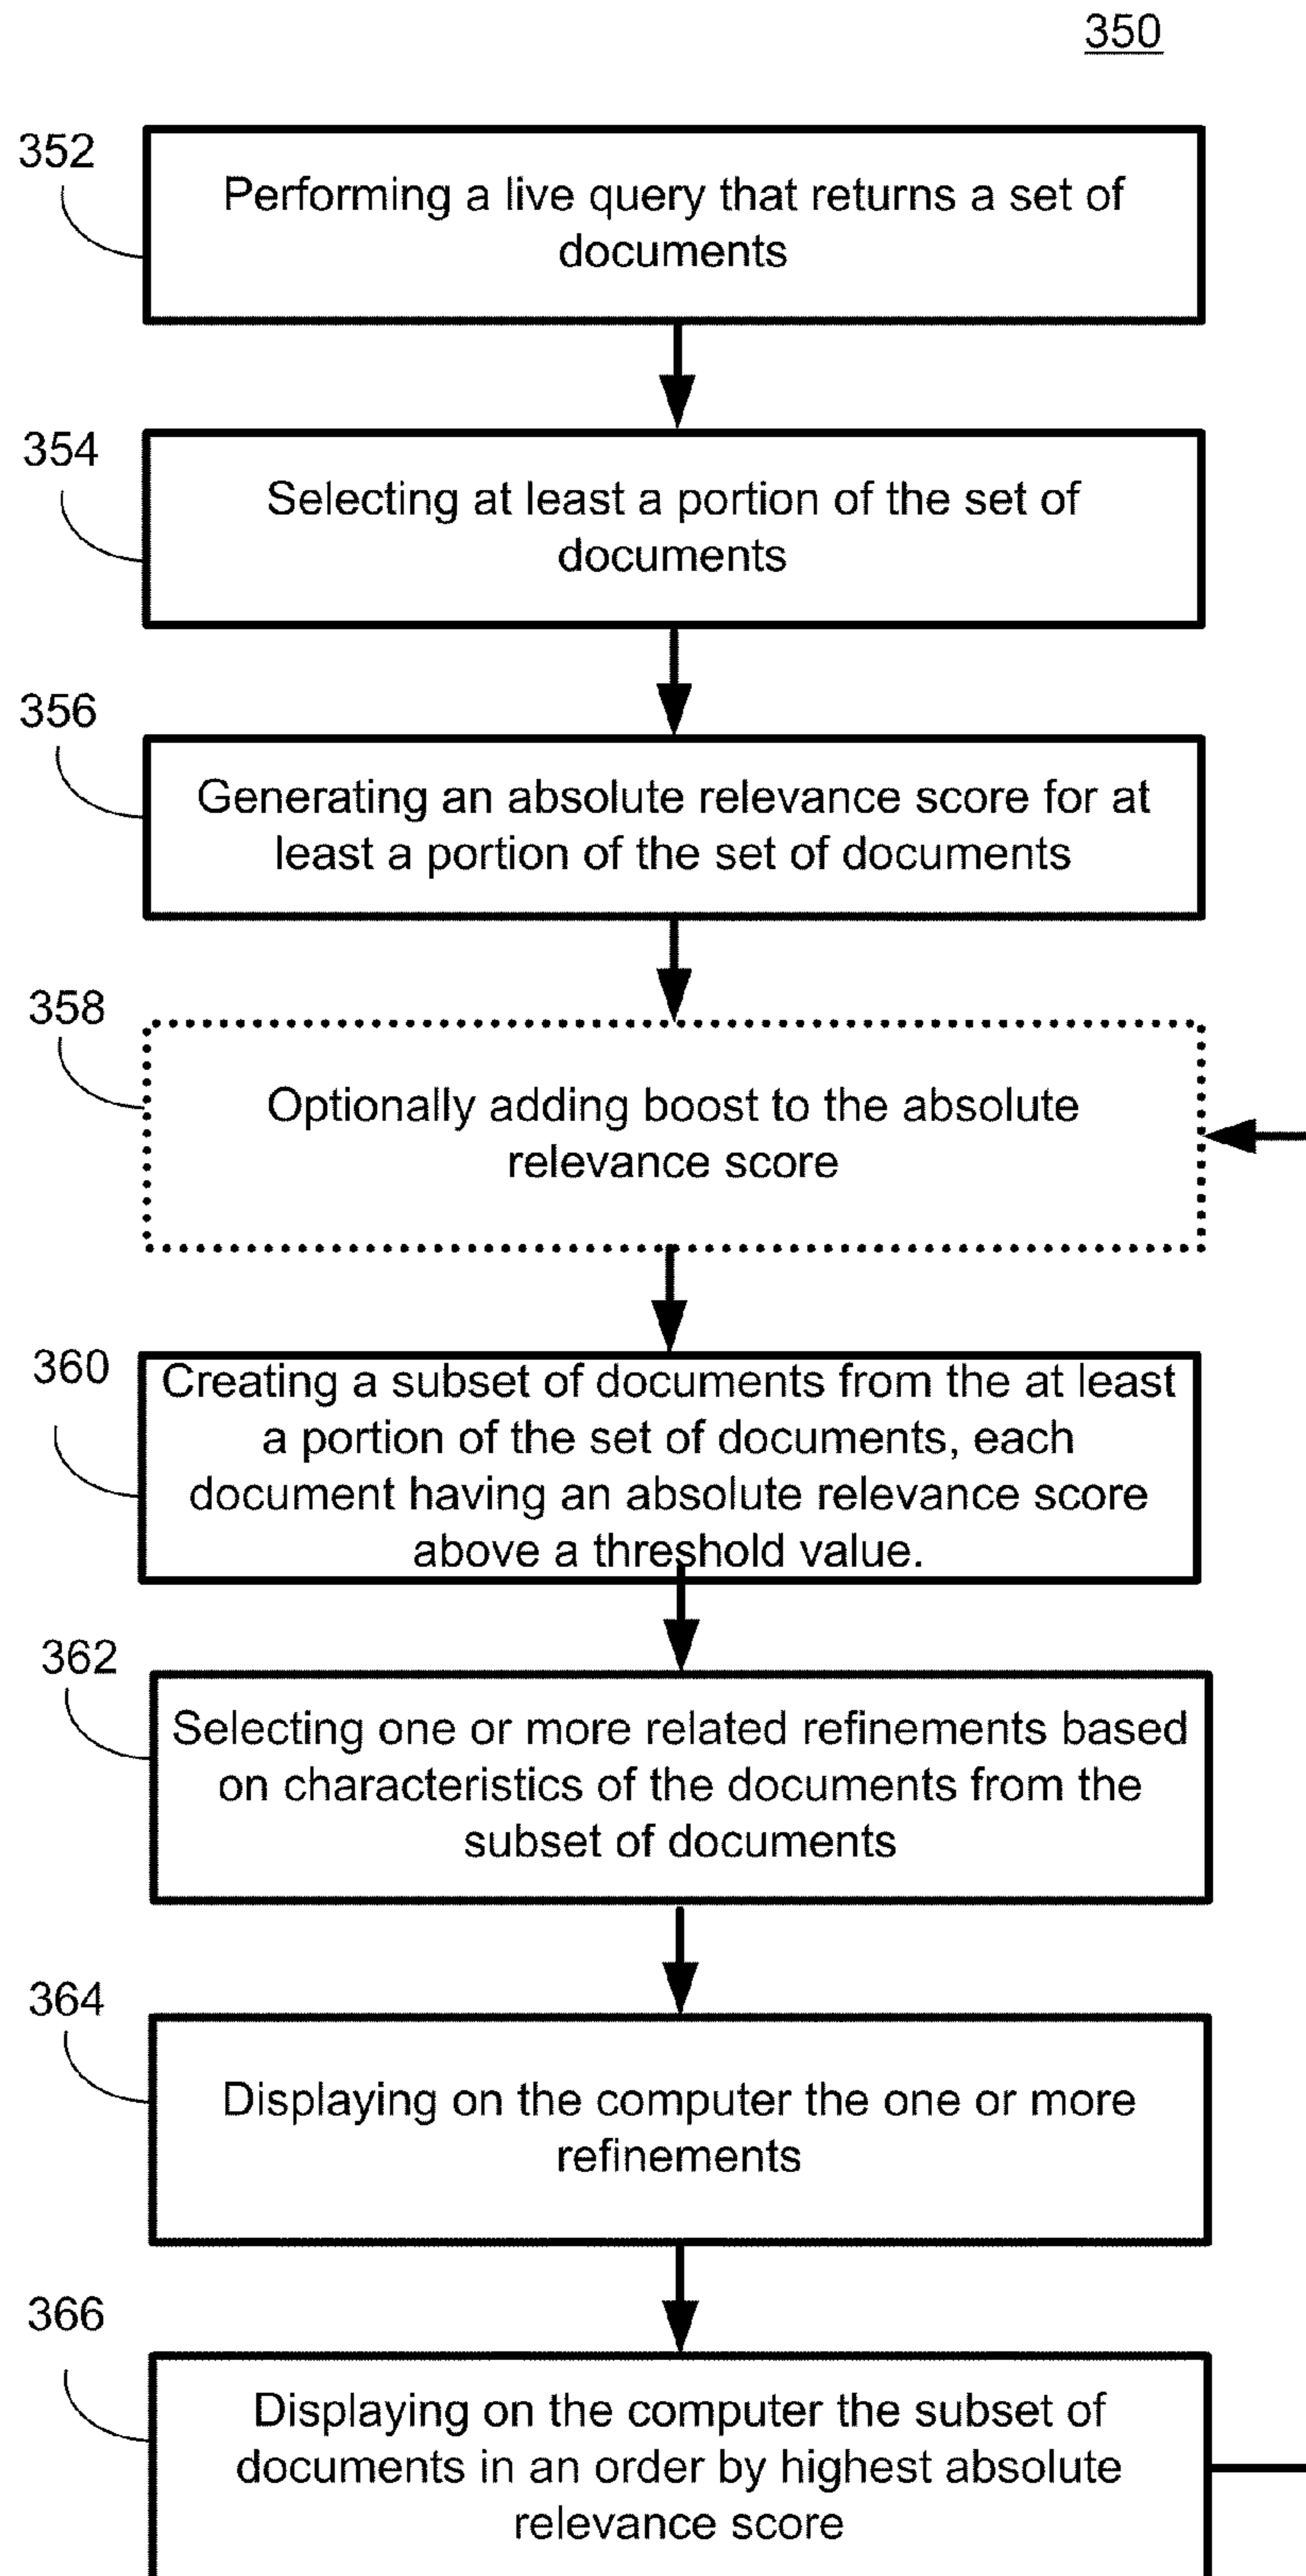 350
352
Performing a live query that returns a set of
documents
354
Selecting at least a portion of the set of
documents
356
Generating an absolute relevance score for at
least a portion of the set of documents
358
Optionally adding boost to the absolute
relevance score
360
Creating a subset of documents from the at least
a portion of the set of documents, each
document having an absolute relevance score
above a threshold value.
362
Selecting one or more related refinements based
on characteristics of the documents from the
subset of documents
364
Displaying on the computer the one or more
refinements
366
Displaying on the computer the subset of
documents in an order by highest absolute
relevance score